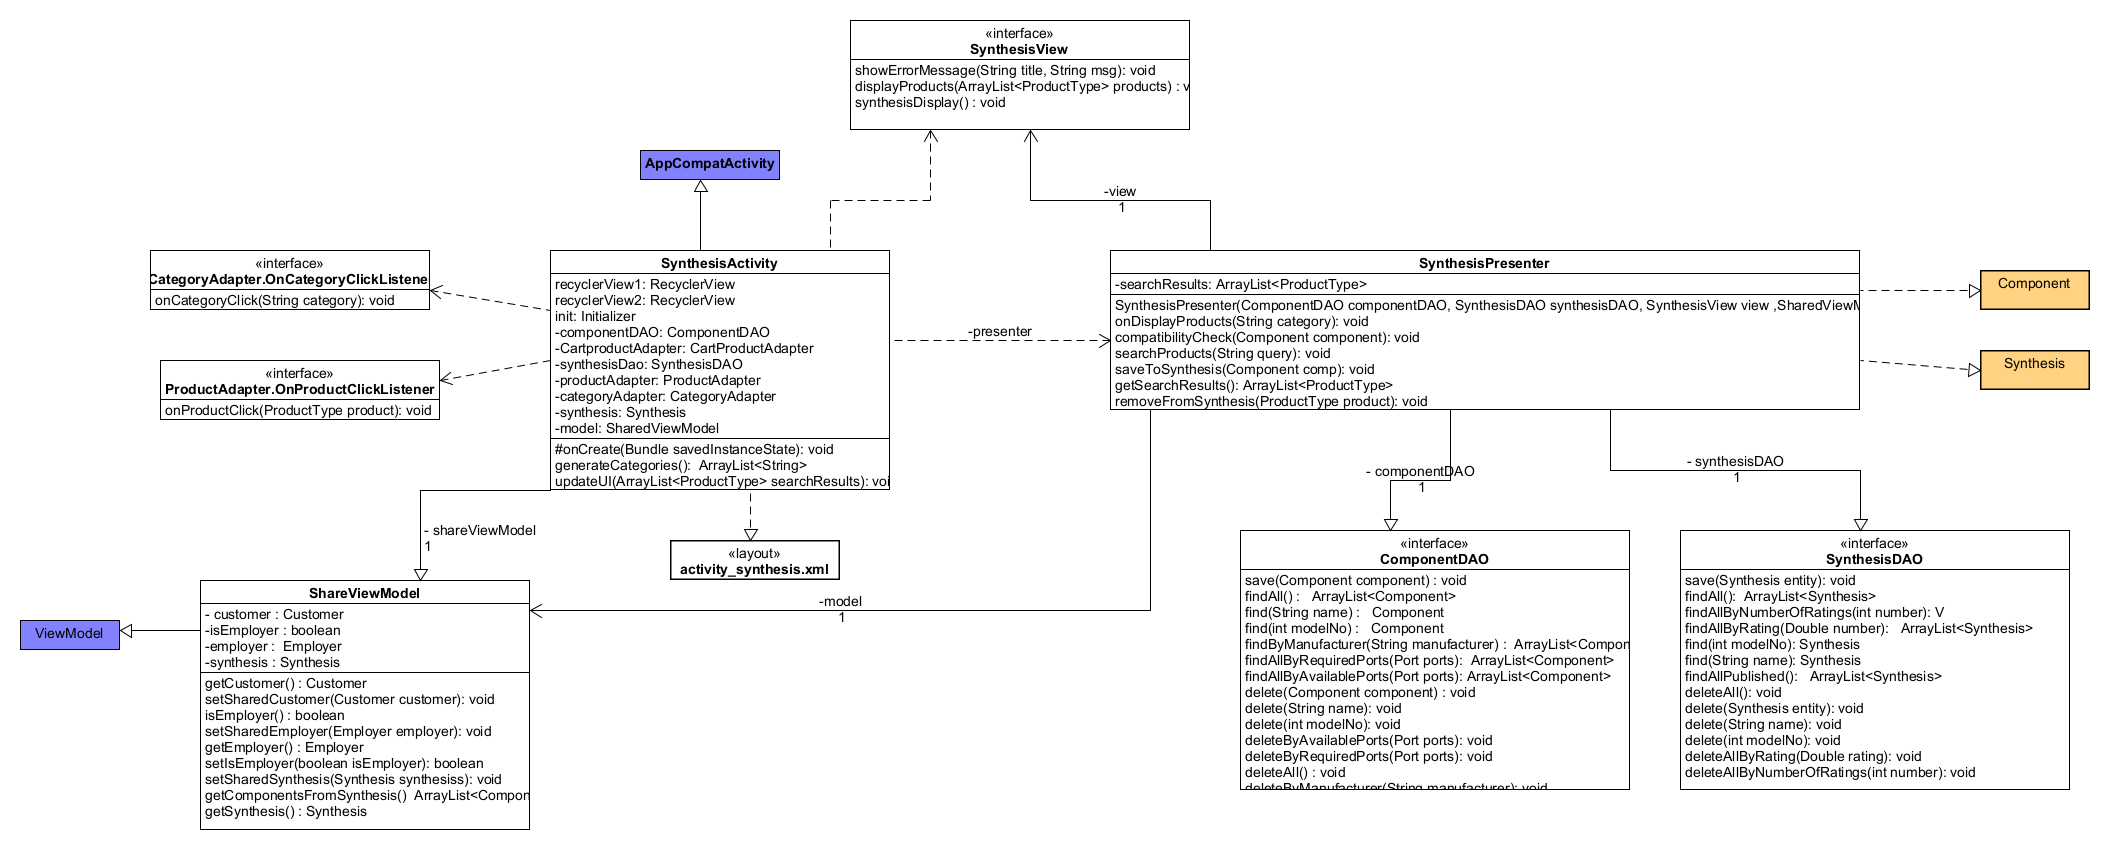 «interface»
SynthesisView
showErrorMessage(String title, String msg): void
displayProducts(ArrayList<ProductType> products) : v
synthesisDisplay() : void
AppCompatActivity
-view
1
«interface»
CategoryAdapter.OnCategoryClickListene
onCategoryClick(String category): void
«interface»
ProductAdapter.OnProductClickListener
onProductClick(ProductType product): void
SynthesisActivity
recyclerView1: RecyclerView
recyclerView2: RecyclerView
init: Initializer
-componentDAO: ComponentDAO
-CartproductAdapter: CartProductAdapter
-synthesisDao: SynthesisDAO
-productAdapter: ProductAdapter
-categoryAdapter: CategoryAdapter
-synthesis: Synthesis
-model: SharedViewModel
#onCreate(Bundle savedInstanceState): void
generateCategories():  ArrayList<String>
updateUI(ArrayList<ProductType> searchResults): voi
-presenter
SynthesisPresenter
-searchResults: ArrayList<ProductType>
SynthesisPresenter(ComponentDAO componentDAO, SynthesisDAO synthesisDAO, SynthesisView view ,SharedViewM
onDisplayProducts(String category): void
compatibilityCheck(Component component): void
searchProducts(String query): void
saveToSynthesis(Component comp): void
getSearchResults(): ArrayList<ProductType>
removeFromSynthesis(ProductType product): void
Component
Synthesis
- shareViewModel
1
«layout»
activity_synthesis.xml
- componentDAO
1
- synthesisDAO
1
-model
1
ViewModel
ShareViewModel
- customer : Customer
-isEmployer : boolean
-employer :  Employer
-synthesis : Synthesis
getCustomer() : Customer
setSharedCustomer(Customer customer): void
isEmployer() : boolean
setSharedEmployer(Employer employer): void
getEmployer() : Employer
setIsEmployer(boolean isEmployer): boolean
setSharedSynthesis(Synthesis synthesiss): void
getComponentsFromSynthesis()  ArrayList<Compon
getSynthesis() : Synthesis
«interface»
ComponentDAO
save(Component component) : void
findAll() :   ArrayList<Component>
find(String name) :   Component
find(int modelNo) :   Component
findByManufacturer(String manufacturer) :  ArrayList<Compon
findAllByRequiredPorts(Port ports):  ArrayList<Component>
findAllByAvailablePorts(Port ports): ArrayList<Component>
delete(Component component) : void
delete(String name): void
delete(int modelNo): void
deleteByAvailablePorts(Port ports): void
deleteByRequiredPorts(Port ports): void
deleteAll() : void
deleteByManufacturer(String manufacturer): void
«interface»
SynthesisDAO
save(Synthesis entity): void
findAll():  ArrayList<Synthesis>
findAllByNumberOfRatings(int number): V
findAllByRating(Double number):   ArrayList<Synthesis>
find(int modelNo): Synthesis
find(String name): Synthesis
findAllPublished():   ArrayList<Synthesis>
deleteAll(): void
delete(Synthesis entity): void
delete(String name): void
delete(int modelNo): void
deleteAllByRating(Double rating): void
deleteAllByNumberOfRatings(int number): void